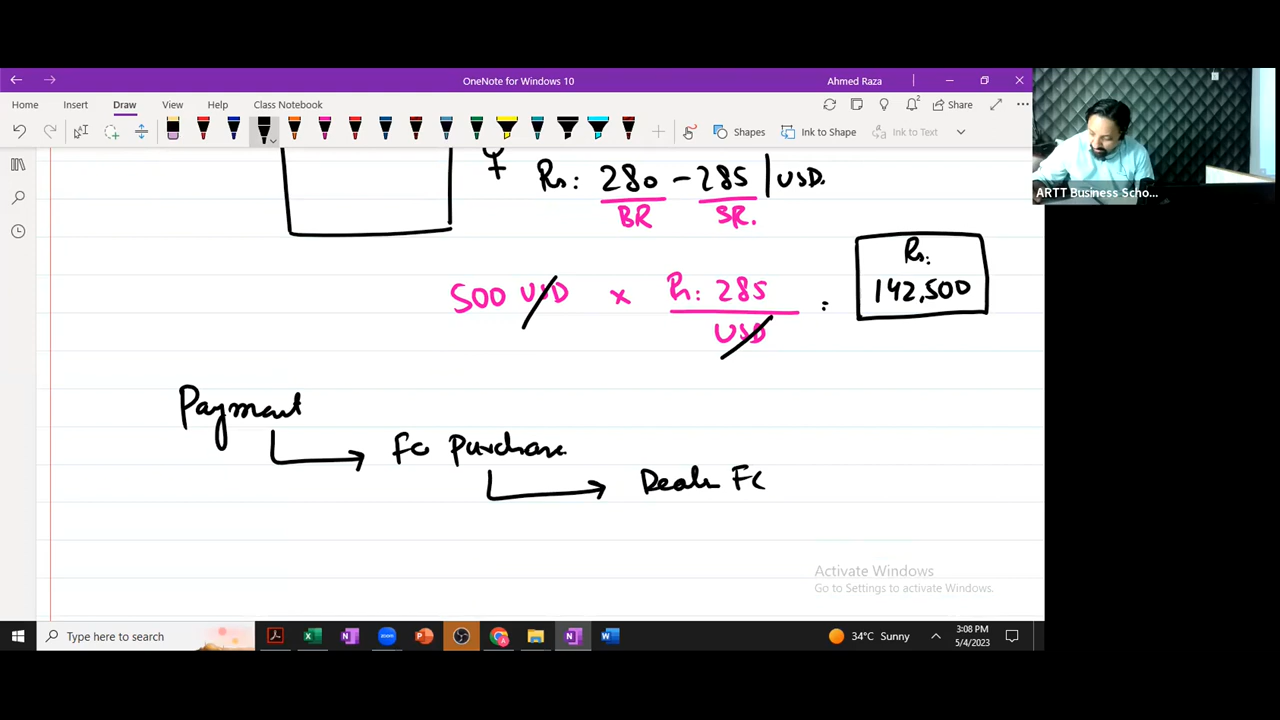 OneNote for Windows 10
Ahmed Raza
Home Insert Draw View Help Class Notebook
Share
Shapes Ink to Shape Ink to Text
Rs: 280 - 285 | USD.
BR SR.
ARTT Business Scho...
500 USD x Rs: 285
USD
:
Rs:
142,500
Payment
FC Purchase
Dealer FC
Activate Windows
Go to Settings to activate Windows.
Type here to search
34°C Sunny
3:08 PM
5/4/2023
2